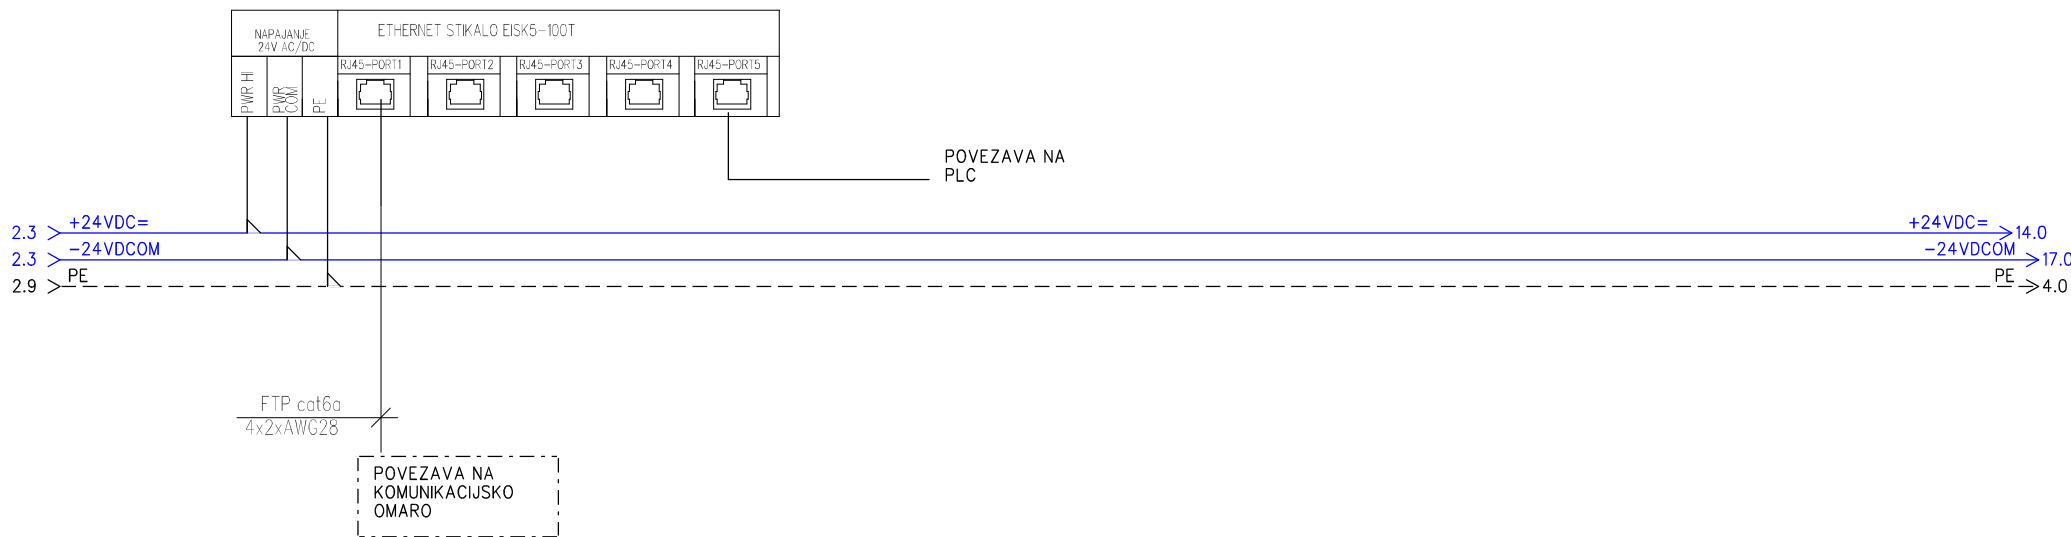 NAPAJANJE
24V AC/DC
ETHERNET STIKALO EISK5-100T
PWR HI
PWR
COM
PE
RJ45-PORT1
RJ45-PORT2
RJ45-PORT3
RJ45-PORT4
RJ45-PORT5
POVEZAVA NA
PLC
2.3 +24VDC= +24VDC= 14.0
2.3 -24VDCOM -24VDCOM 17.0
2.9 PE PE 4.0
FTP cat6a
4x2xAWG28
POVEZAVA NA
KOMUNIKACIJSKO
OMARO